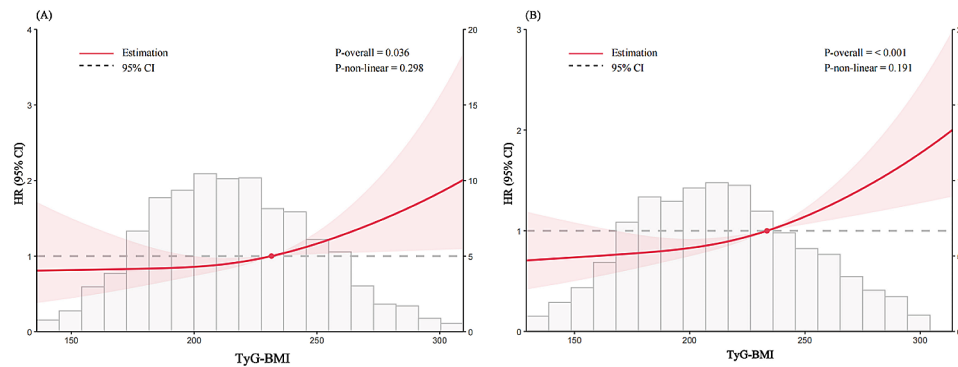 (A)
4
3
2
1
0
HR (95% CI)
Estimation
95% CI
P-overall = 0.036
P-non-linear = 0.298
20
15
10
5
0
150
200
250
300
TyG-BMI
(B)
3
2
1
0
HR (95% CI)
Estimation
95% CI
P-overall = < 0.001
P-non-linear = 0.191
150
200
250
300
TyG-BMI